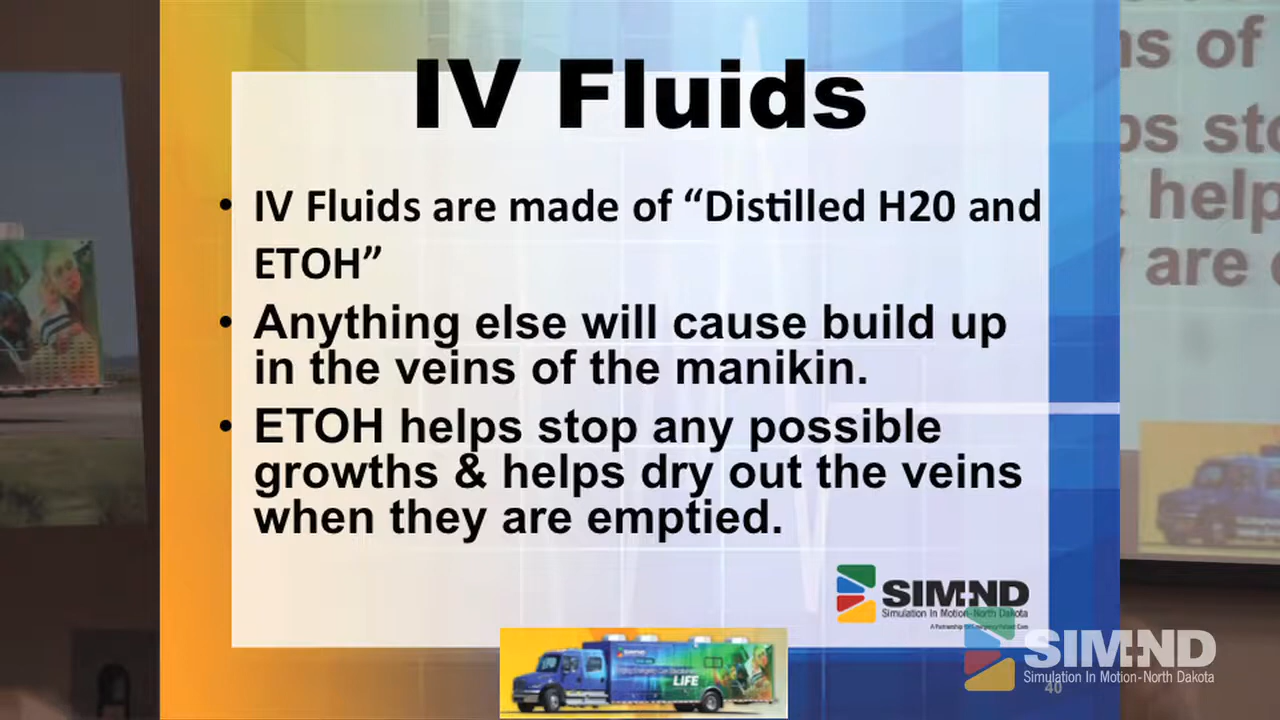 IV Fluids
• IV Fluids are made of “Distilled H20 and
ETOH”
• Anything else will cause build up
in the veins of the manikin.
• ETOH helps stop any possible
growths & helps dry out the veins
when they are emptied.
SIM-ND
Simulation In Motion-North Dakota
LIFE
SIM-ND
Simulation In Motion-North Dakota
40
ns of
ps sto
help
are